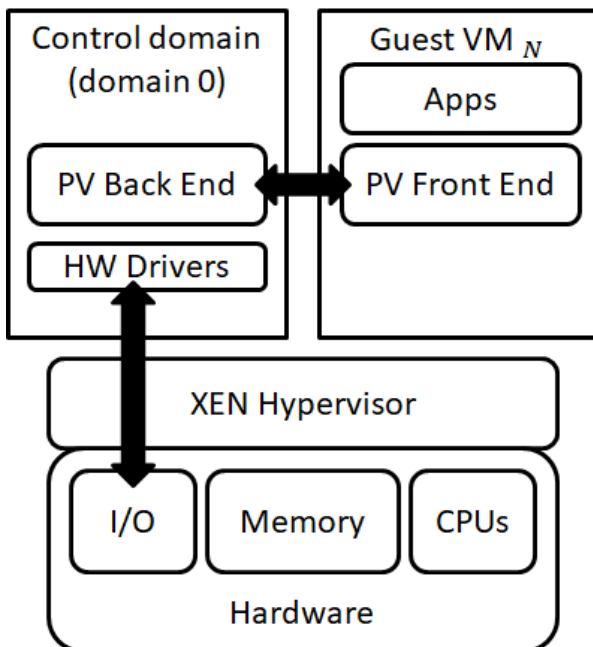 Control domain
(domain 0)
PV Back End
HW Drivers
Guest VM N
Apps
PV Front End
XEN Hypervisor
I/O
Memory
CPUs
Hardware